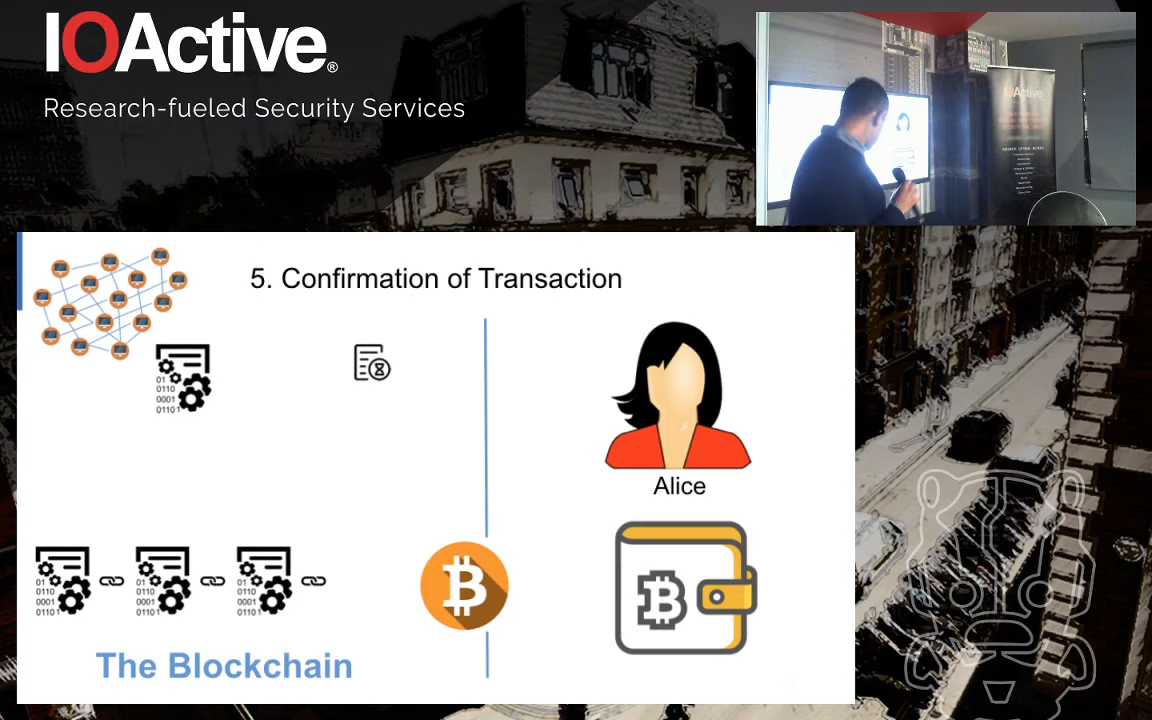 IOActive®
Research-fueled Security Services
IOActive
5. Confirmation of Transaction
01
0110
0001
01101
Alice
01
0110
0001
01101
01
0110
0001
01101
01
0110
0001
01101
The Blockchain